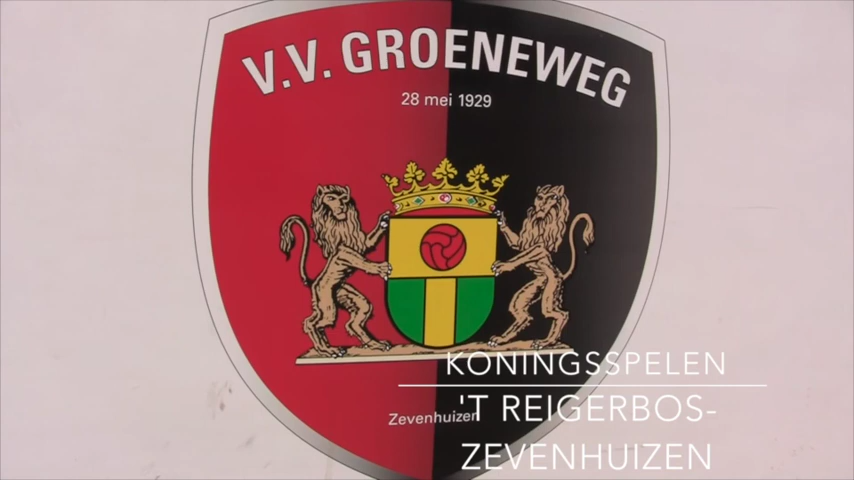 V.V. GROENEWEG
28 mei 1929
Zevenhuizen
KONINGSSPELEN
'T REIGERBOS-
ZEVENHUIZEN